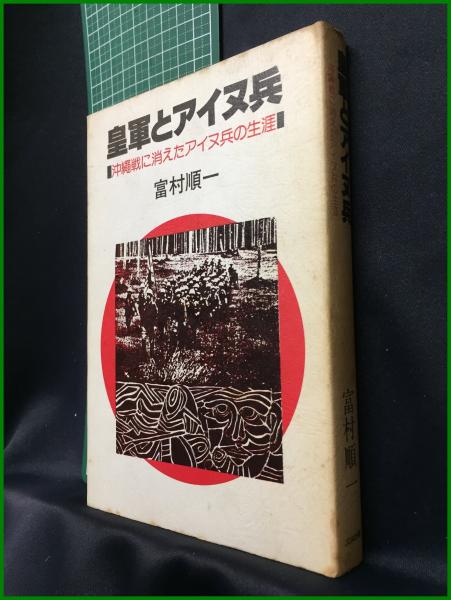 皇軍とアイヌ兵
沖縄戦に消えたアイヌ兵の生涯
富村順一
富村順一